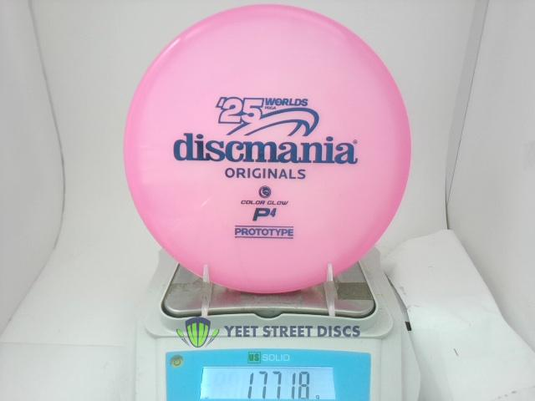 '25 WORLDS
PDGA
discmania®
ORIGINALS
COLOR GLOW
P4
PROTOTYPE
YEET STREET DISCS
US SOLID
177.18 g